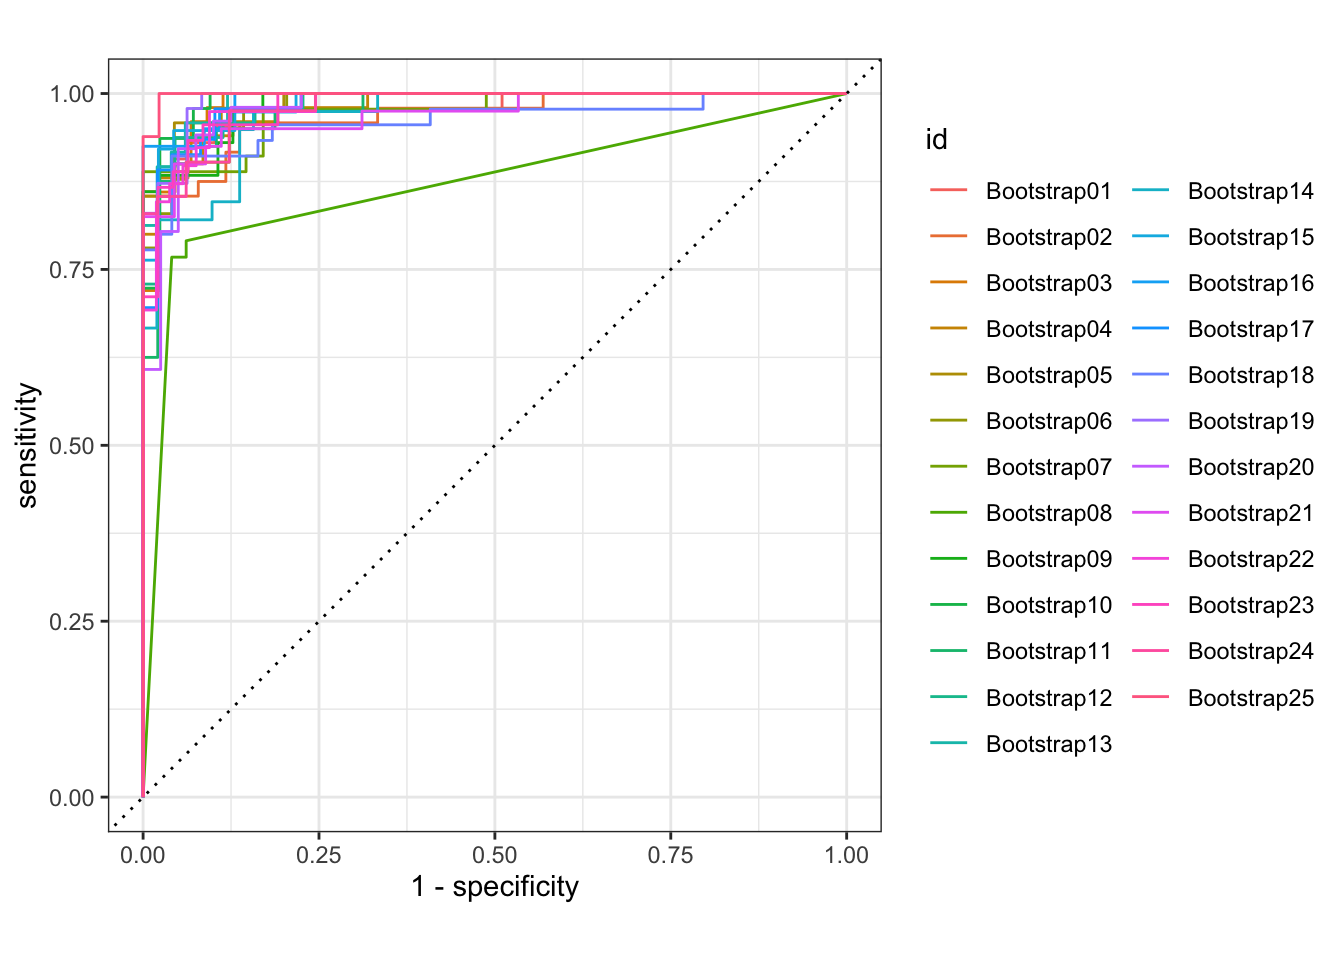 1.00
0.75
0.50
0.25
0.00
sensitivity
0.00 0.25 0.50 0.75 1.00
1 - specificity
id
Bootstrap01 Bootstrap14
Bootstrap02 Bootstrap15
Bootstrap03 Bootstrap16
Bootstrap04 Bootstrap17
Bootstrap05 Bootstrap18
Bootstrap06 Bootstrap19
Bootstrap07 Bootstrap20
Bootstrap08 Bootstrap21
Bootstrap09 Bootstrap22
Bootstrap10 Bootstrap23
Bootstrap11 Bootstrap24
Bootstrap12 Bootstrap25
Bootstrap13